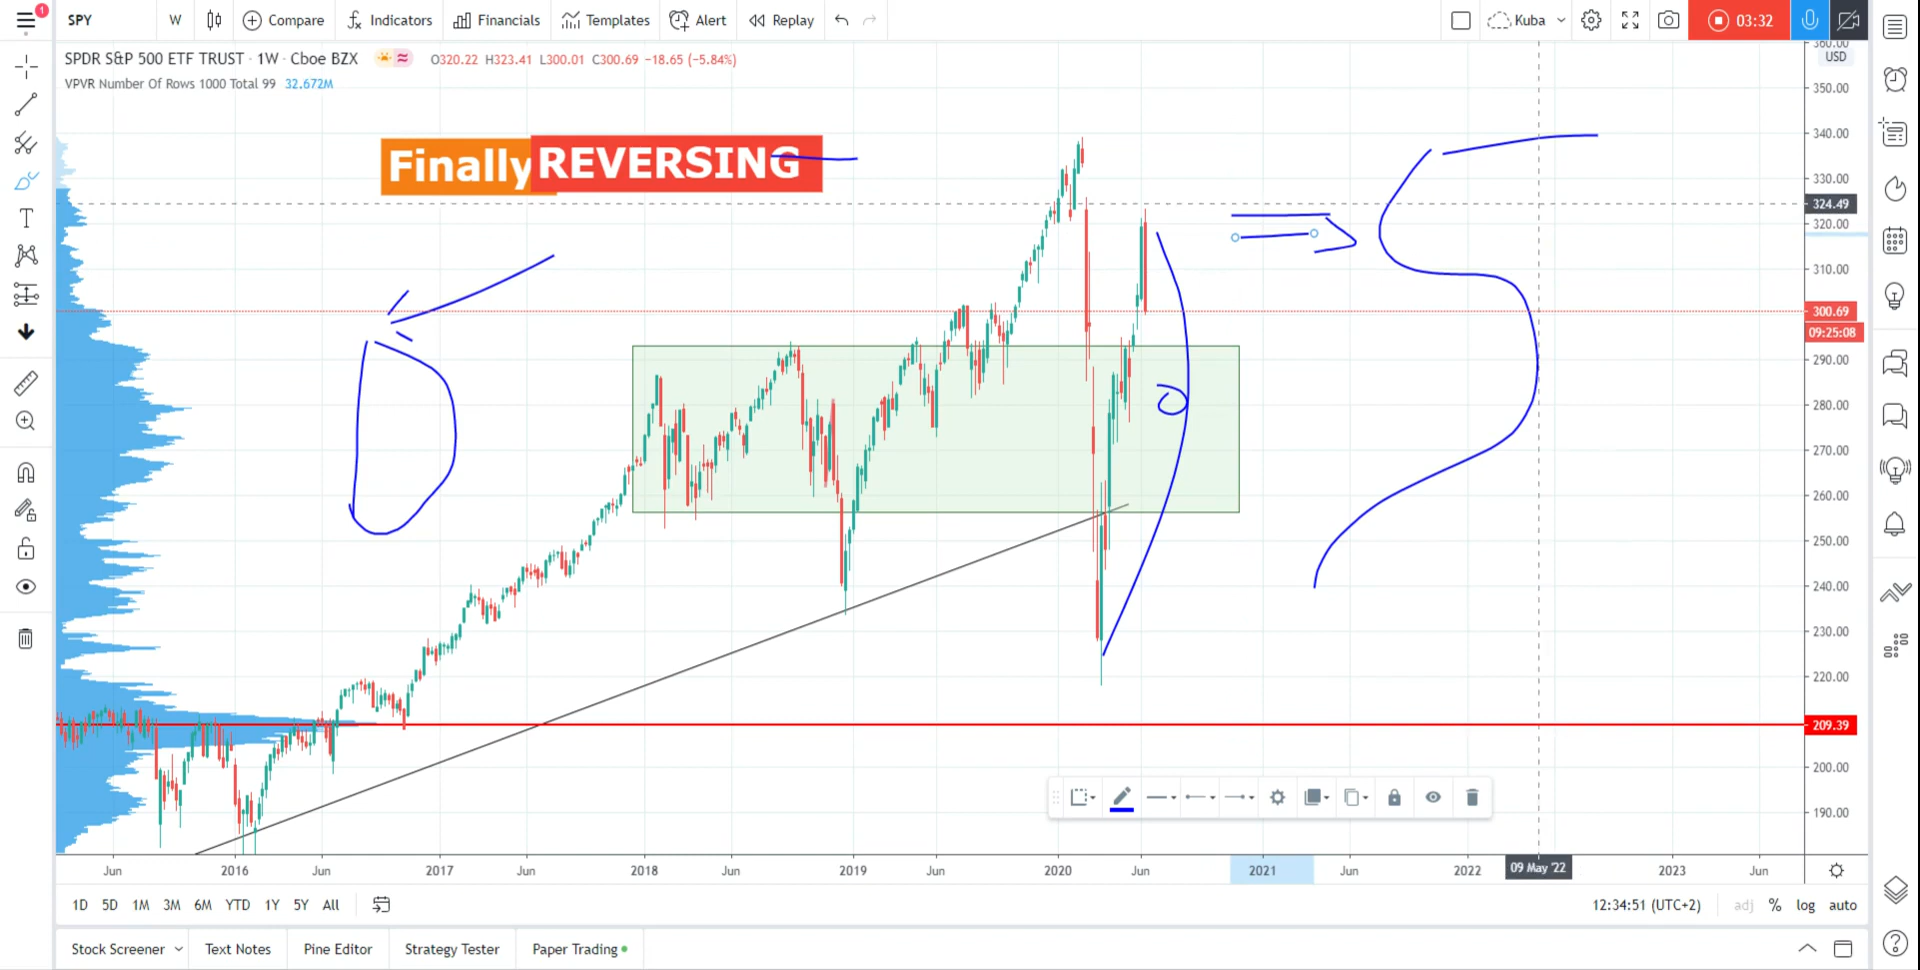 1
SPY W Compare Indicators Financials Templates Alert Replay Kuba 03:32
SPDR S&P 500 ETF TRUST · 1W · Cboe BZX O320.22 H323.41 L300.01 C300.69 −18.65 (−5.84%)
VPVR Number Of Rows 1000 Total 99 32.672M
Finally REVERSING
360.00
USD
350.00
340.00
330.00
324.49
320.00
310.00
300.69
09:25:08
290.00
280.00
270.00
260.00
250.00
240.00
230.00
220.00
209.39
200.00
190.00
Jun 2016 Jun 2017 Jun 2018 Jun 2019 Jun 2020 Jun 2021 Jun 2022 09 May '22 2023 Jun
1D 5D 1M 3M 6M YTD 1Y 5Y All 12:34:51 (UTC+2) adj % log auto
Stock Screener Text Notes Pine Editor Strategy Tester Paper Trading